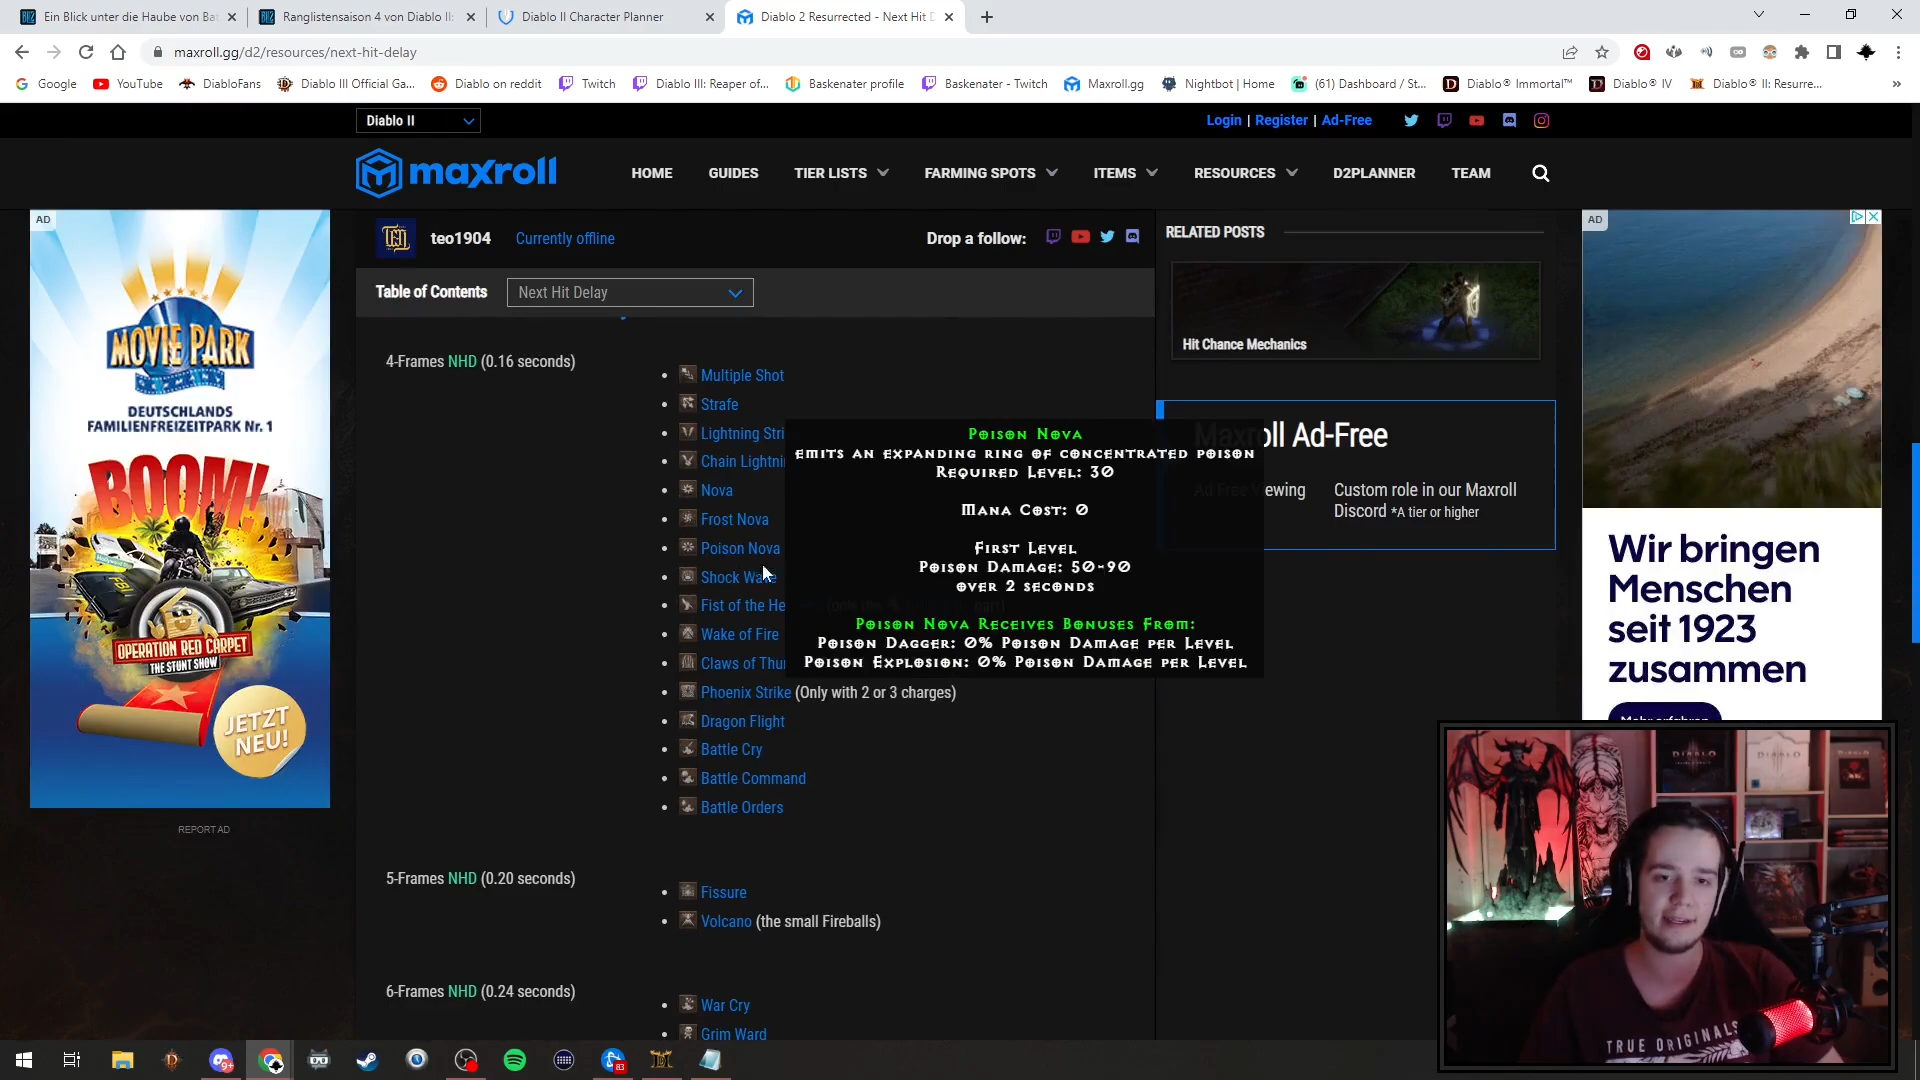 Ein Blick unter die Haube von Ba
Ranglistensaison 4 von Diablo II:
Diablo II Character Planner
Diablo 2 Resurrected - Next Hit D
maxroll.gg/d2/resources/next-hit-delay
Google
YouTube
DiabloFans
Diablo III Official Ga...
Diablo on reddit
Twitch
Diablo III: Reaper of...
Baskenater profile
Baskenater - Twitch
Maxroll.gg
Nightbot | Home
(61) Dashboard / St...
Diablo® Immortal™
Diablo® IV
Diablo® II: Resurre...
Diablo II
Login | Register | Ad-Free
maxroll
HOME
GUIDES
TIER LISTS
FARMING SPOTS
ITEMS
RESOURCES
D2PLANNER
TEAM
AD
MOVIE PARK
DEUTSCHLANDS
FAMILIENFREIZEITPARK Nr. 1
BOOM!
OPERATION RED CARPET
THE STUNT SHOW
JETZT
NEU!
REPORT AD
teo1904
Currently offline
Drop a follow:
Table of Contents
Next Hit Delay
4-Frames NHD (0.16 seconds)
Multiple Shot
Strafe
Lightning Stri
Chain Lightni
Nova
Frost Nova
Poison Nova
Shock Wave
Fist of the He
Wake of Fire
Claws of Thu
Phoenix Strike (Only with 2 or 3 charges)
Dragon Flight
Battle Cry
Battle Command
Battle Orders
Poison Nova
emits an expanding ring of concentrated poison
Required Level: 30
Mana Cost: 0
First Level
Poison Damage: 50-90
over 2 seconds
Poison Nova Receives Bonuses From:
Poison Dagger: 0% Poison Damage per Level
Poison Explosion: 0% Poison Damage per Level
5-Frames NHD (0.20 seconds)
Fissure
Volcano (the small Fireballs)
6-Frames NHD (0.24 seconds)
War Cry
Grim Ward
RELATED POSTS
Hit Chance Mechanics
Maxroll Ad-Free
Ad Free Viewing
Custom role in our Maxroll
Discord *A tier or higher
AD
Wir bringen
Menschen
seit 1923
zusammen
Mehr erfahren
DIABLO
TRUE ORIGINALS
9+
83